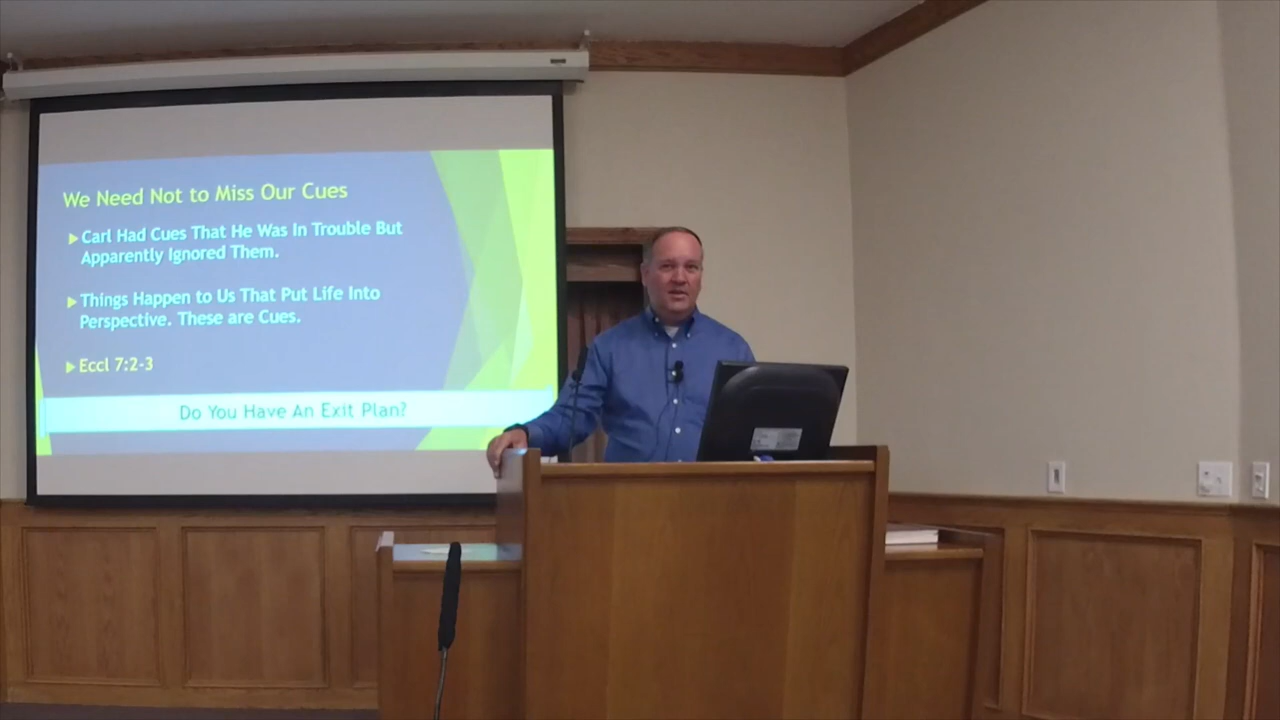 We Need Not to Miss Our Cues
Carl Had Cues That He Was In Trouble But
Apparently Ignored Them.
Things Happen to Us That Put Life Into
Perspective. These are Cues.
Eccl 7:2-3
Do You Have An Exit Plan?